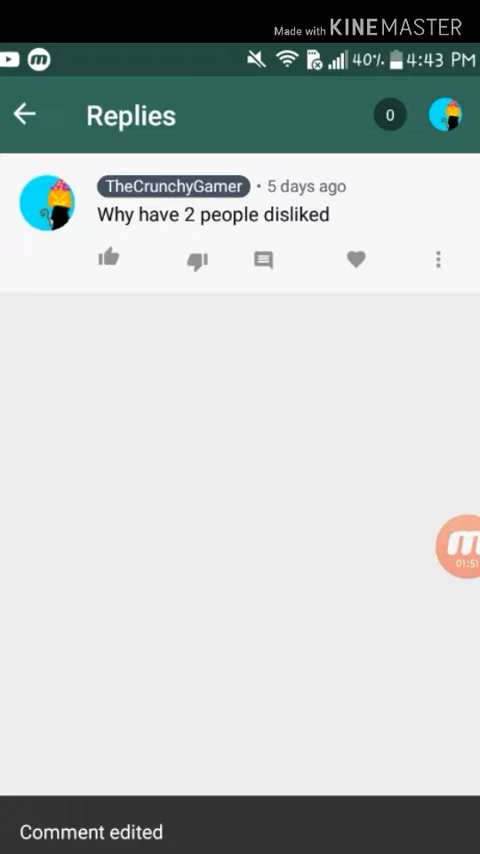 Made with KINEMASTER
40% 4:43 PM
Replies
0
TheCrunchyGamer • 5 days ago
Why have 2 people disliked
01:51
Comment edited